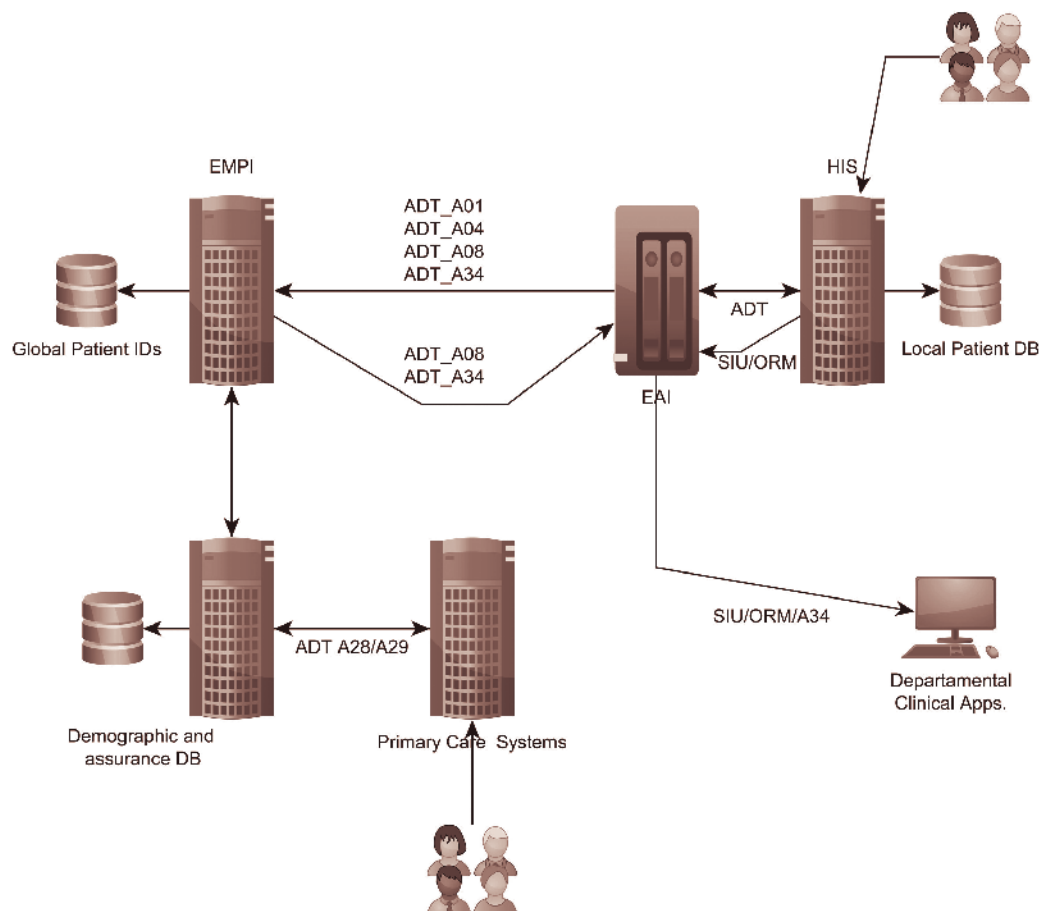 EMPI
HIS
ADT_A01
ADT_A04
ADT_A08
ADT_A34
ADT
Global Patient IDs
Local Patient DB
ADT_A08
ADT_A34
SIU/ORM
EAI
SIU/ORM/A34
ADT A28/A29
Departamental
Clinical Apps.
Demographic and
assurance DB
Primary Care Systems